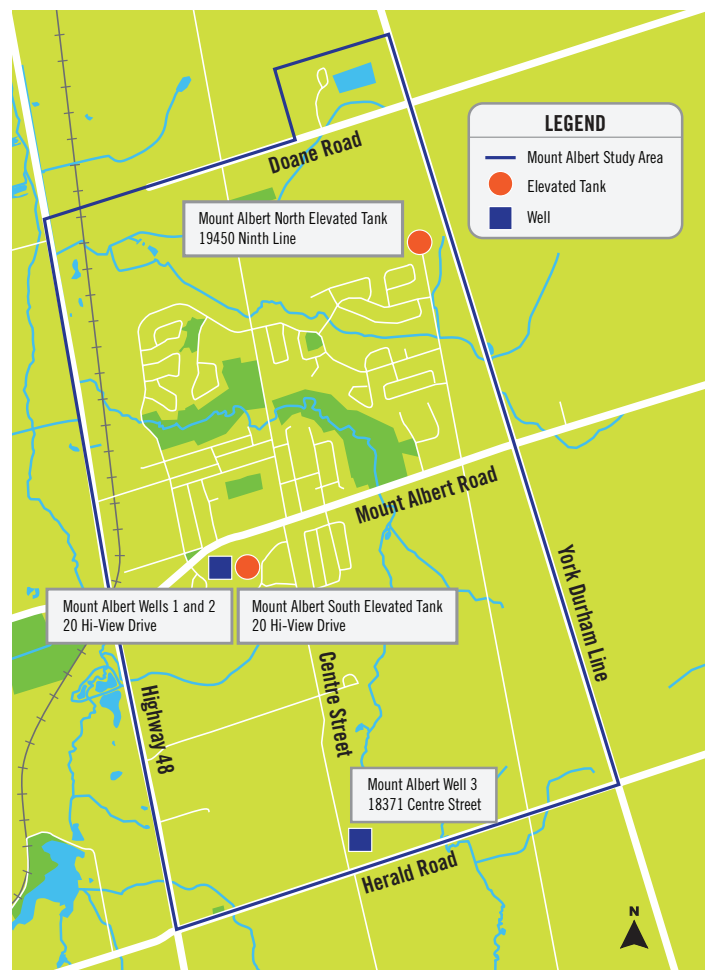 LEGEND
Mount Albert Study Area
Elevated Tank
Well
Doane Road
Mount Albert North Elevated Tank
19450 Ninth Line
Mount Albert Road
York Durham Line
Mount Albert Wells 1 and 2
20 Hi-View Drive
Mount Albert South Elevated Tank
20 Hi-View Drive
Highway 48
Centre Street
Mount Albert Well 3
18371 Centre Street
Herald Road
N